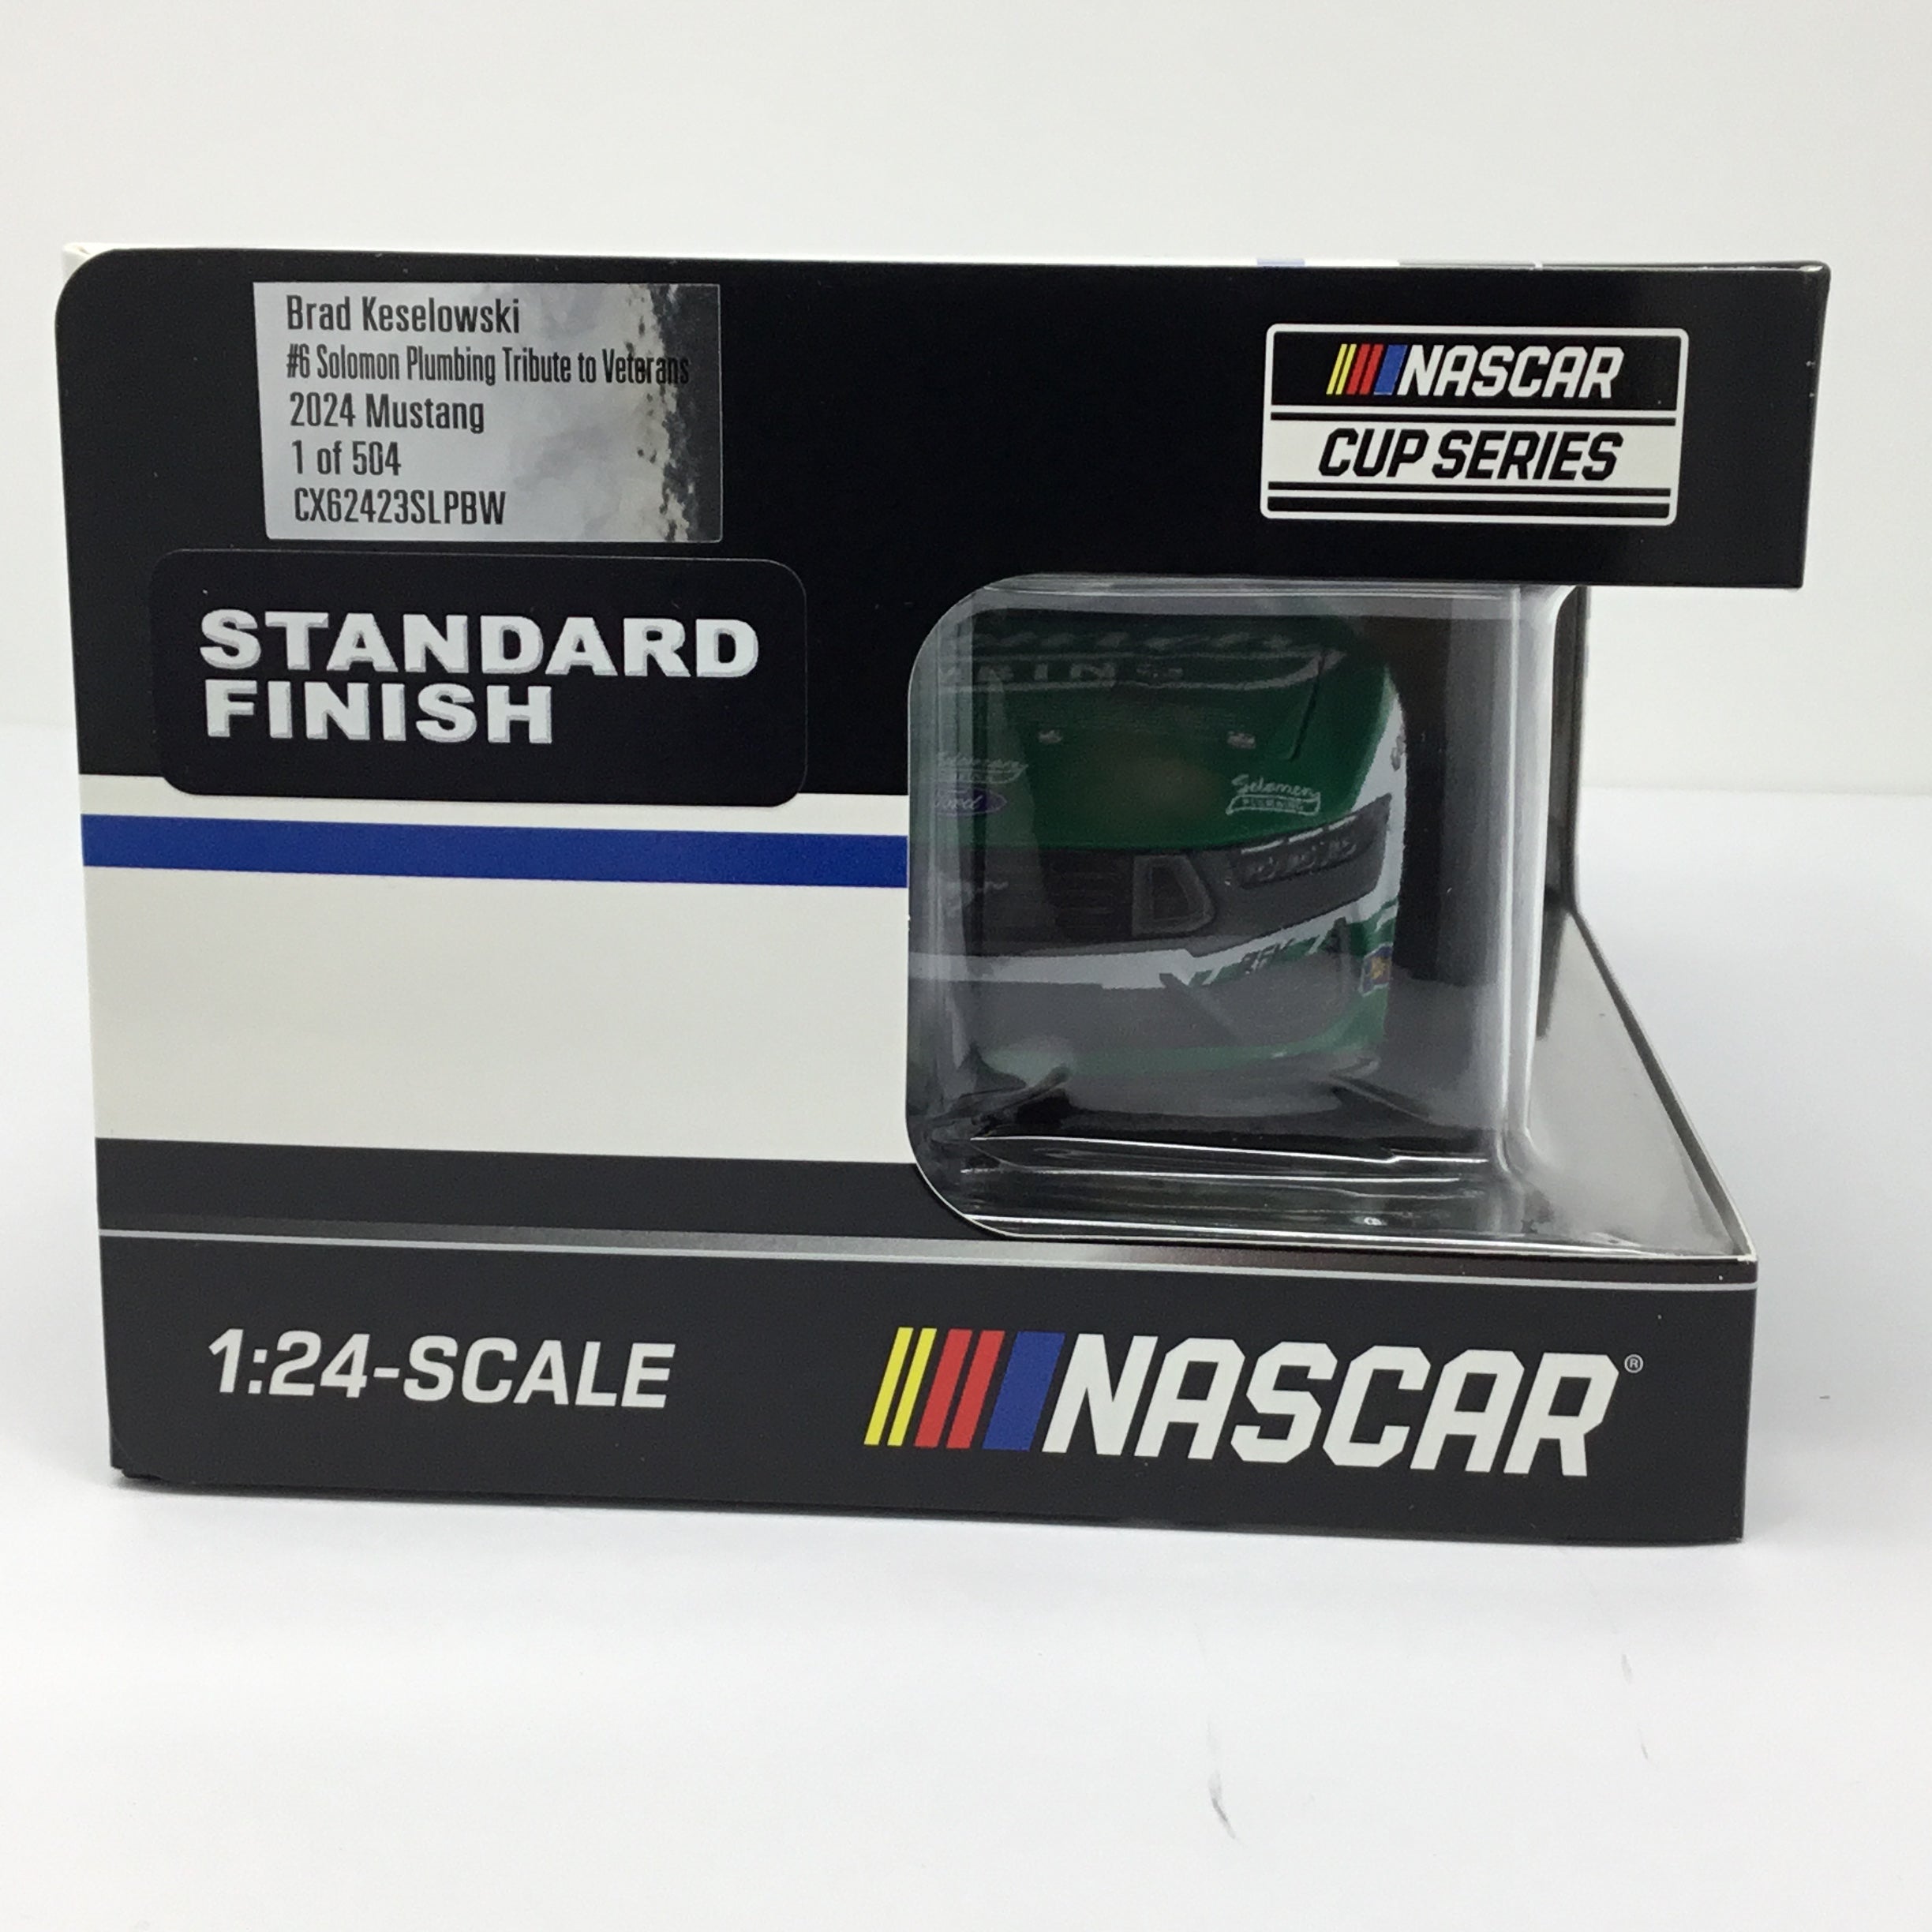 Brad Keselowski
#6 Solomon Plumbing Tribute to Veterans
2024 Mustang
1 of 504
CX62423SLPBW
NASCAR
CUP SERIES
STANDARD
FINISH
Ford
1:24-SCALE
NASCAR®